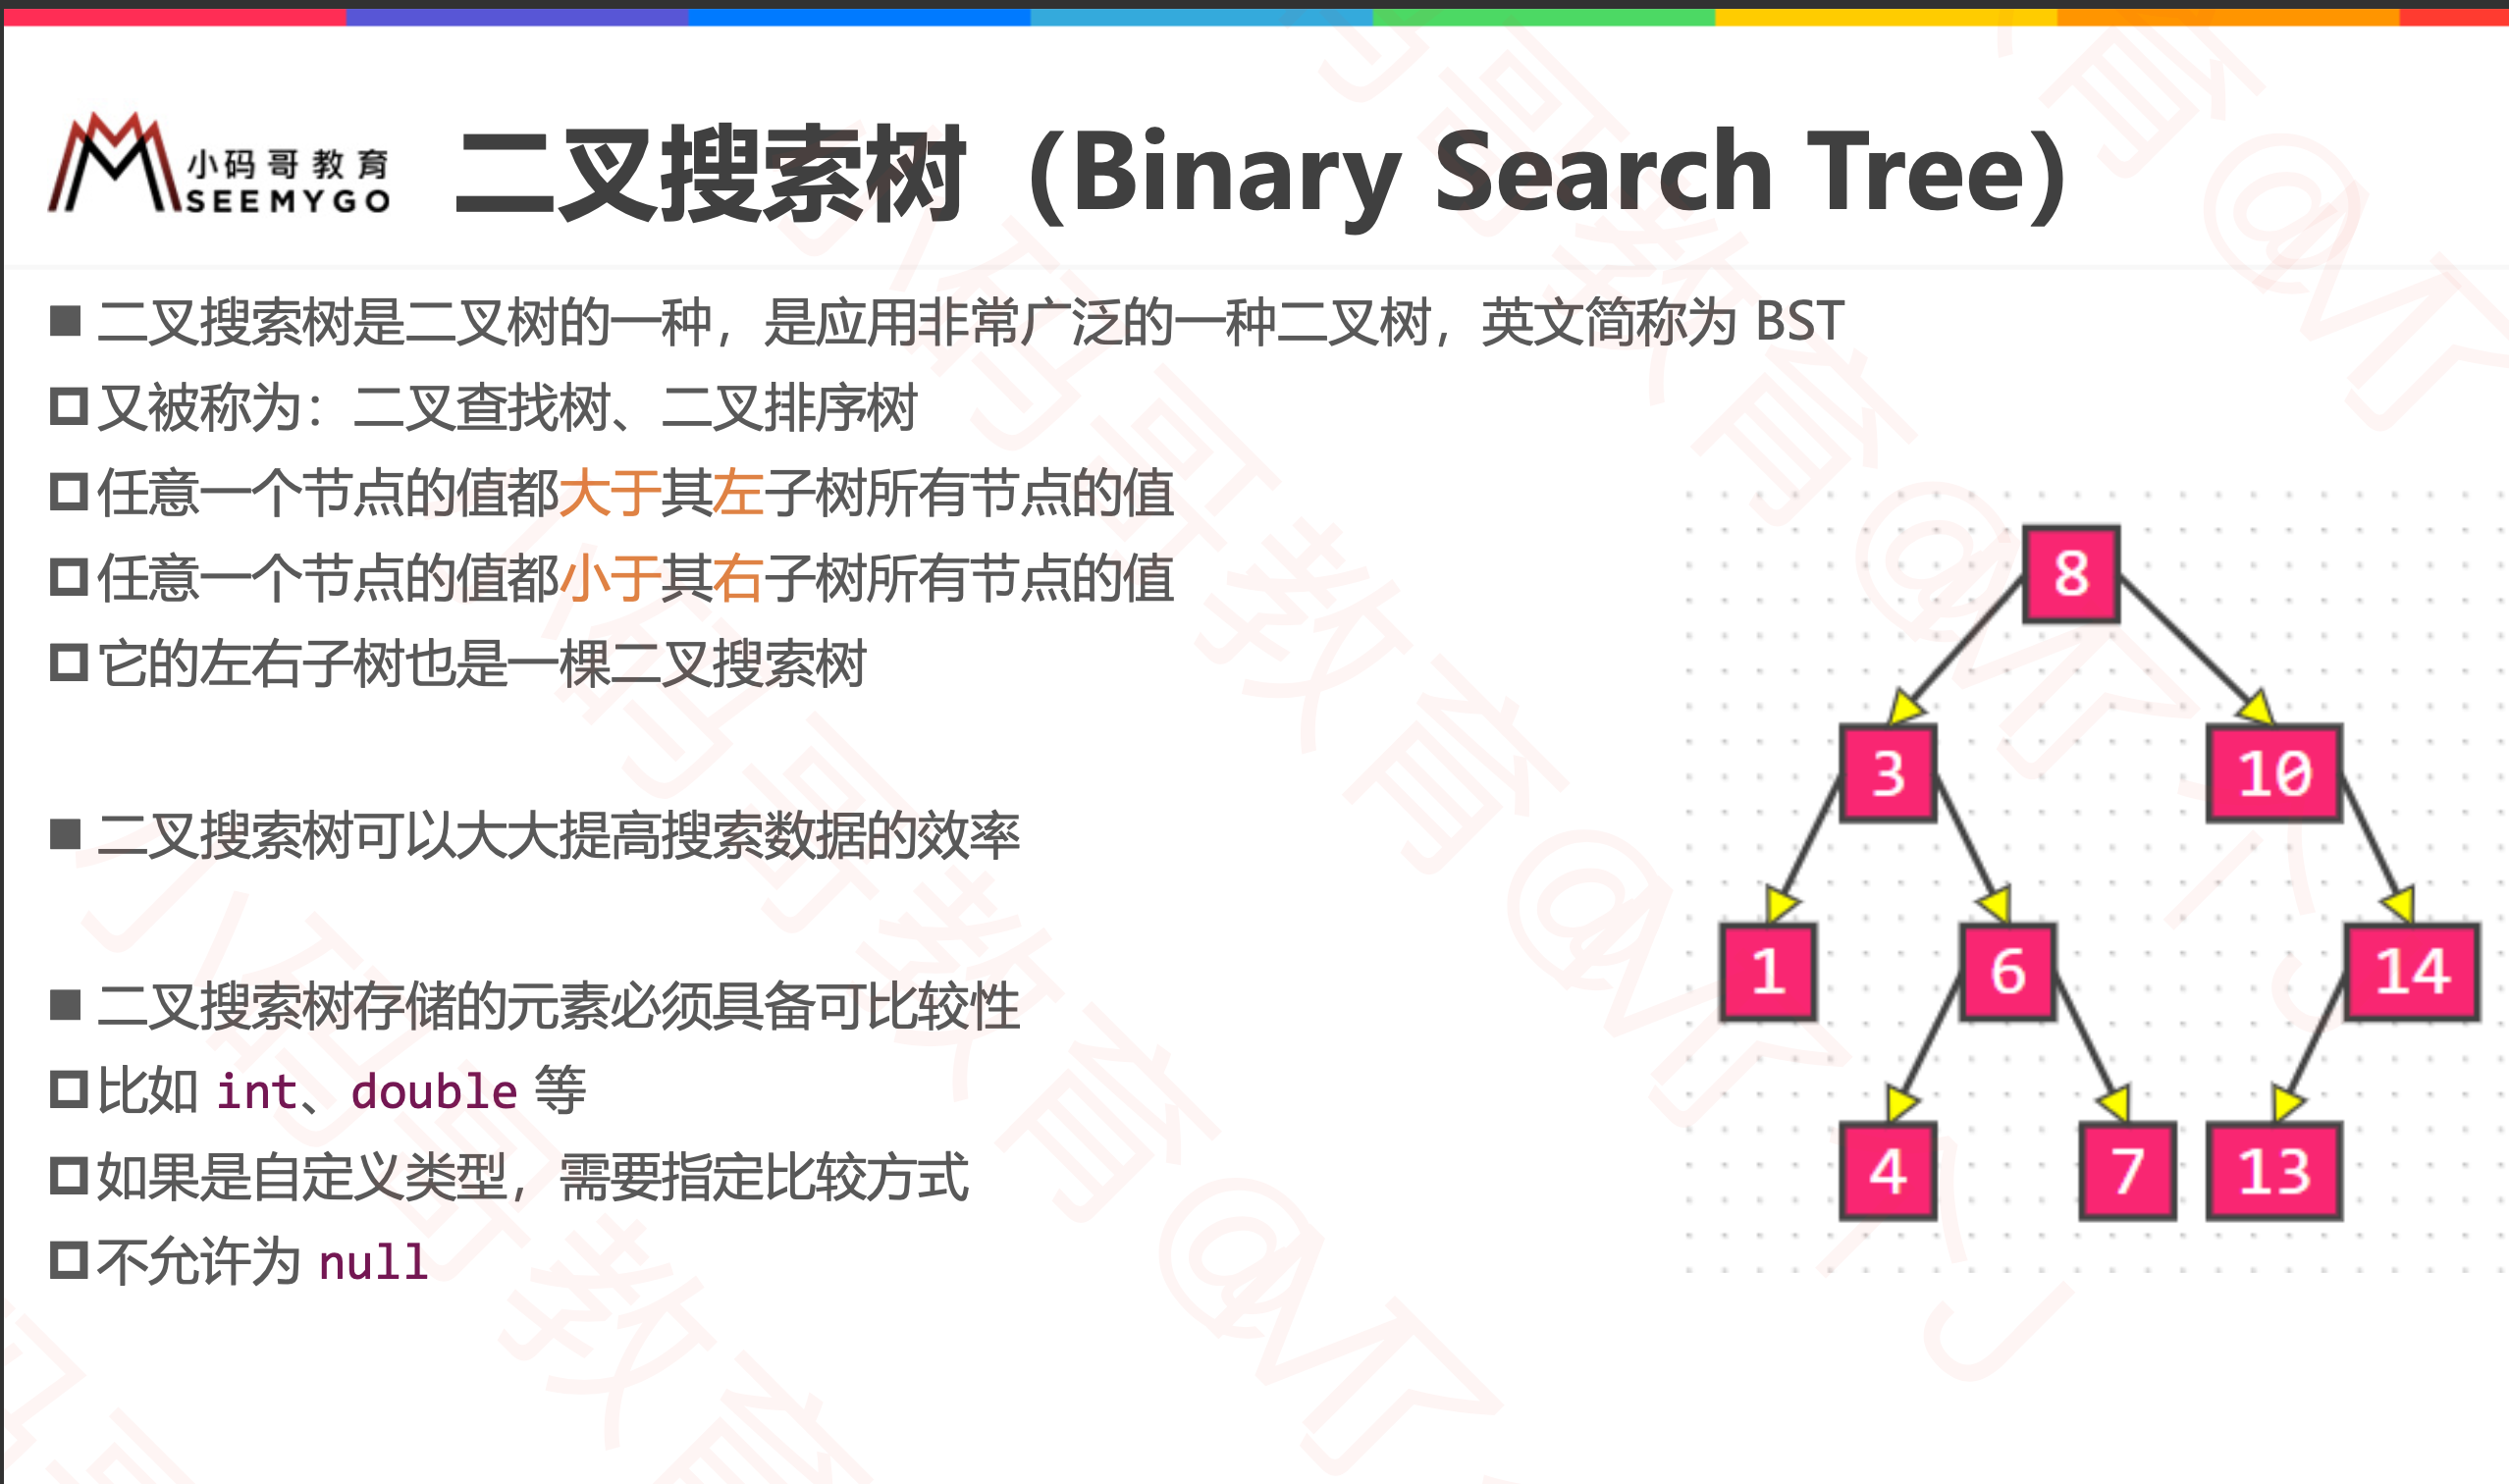 小码哥教育
SEEMYGO
二叉搜索树（Binary Search Tree）
二叉搜索树是二叉树的一种，是应用非常广泛的一种二叉树，英文简称为 BST
又被称为：二叉查找树、二叉排序树
任意一个节点的值都大于其左子树所有节点的值
任意一个节点的值都小于其右子树所有节点的值
它的左右子树也是一棵二叉搜索树
二叉搜索树可以大大提高搜索数据的效率
二叉搜索树存储的元素必须具备可比较性
比如 int、double 等
如果是自定义类型，需要指定比较方式
不允许为 null
8
3 10
1 6 14
4 7 13
小码哥教育@M了个J